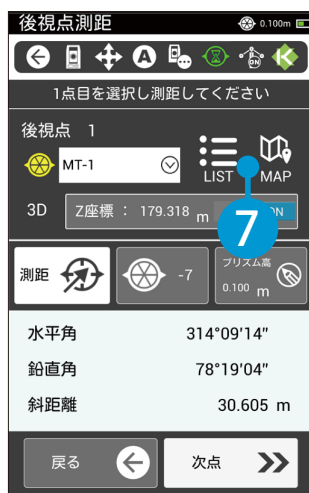 後視点測距 0.100m
A ON
1点目を選択し測距してください
後視点 1
MT-1 LIST MAP
3D Z座標 : 179.318 m ON
7
測距 -7 プリズム高 0.100 m
水平角 314°09'14"
鉛直角 78°19'04"
斜距離 30.605 m
戻る 次点